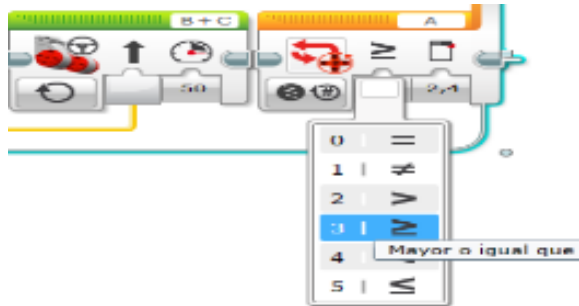 B + C
A
≥
50
2,4
0 | =
1 | ≠
2 | >
3 | ≥
Mayor o igual que
4 |
5 | ≤